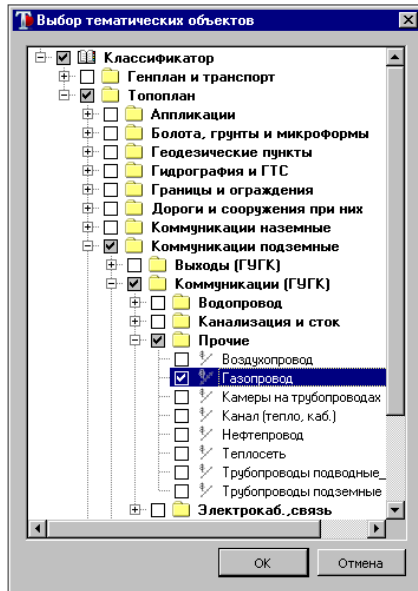 Выбор тематических объектов
Классификатор
Генплан и транспорт
Топоплан
Аппликации
Болота, грунты и микроформы
Геодезические пункты
Гидрография и ГТС
Границы и ограждения
Дороги и сооружения при них
Коммуникации наземные
Коммуникации подземные
Выходы (ГУГК)
Коммуникации (ГУГК)
Водопровод
Канализация и сток
Прочие
Воздухопровод
Газопровод
Камеры на трубопроводах
Канал (тепло, каб.)
Нефтепровод
Теплосеть
Трубопроводы подводные_
Трубопроводы подземные
Электрокаб.,связь
ОК
Отмена